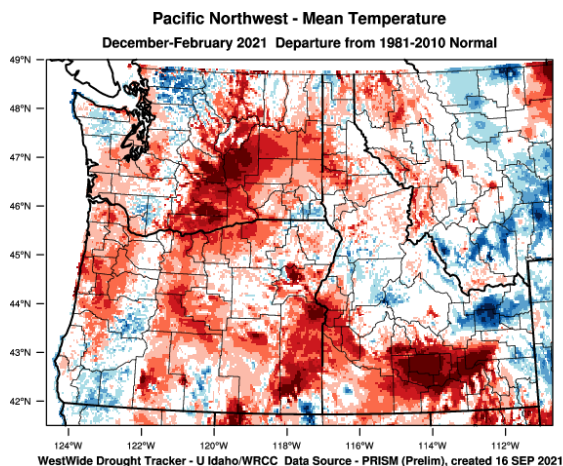 Pacific Northwest - Mean Temperature
December-February 2021 Departure from 1981-2010 Normal
49°N
48°N
47°N
46°N
45°N
44°N
43°N
42°N
124°W 122°W 120°W 118°W 116°W 114°W 112°W
WestWide Drought Tracker - U Idaho/WRCC Data Source - PRISM (Prelim), created 16 SEP 2021